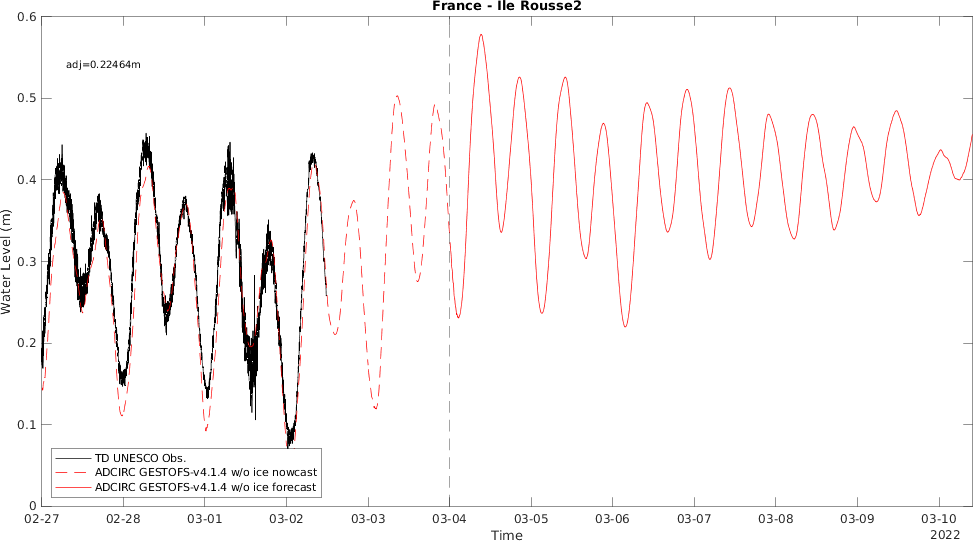 France - Ile Rousse2
0.6
adj=0.22464m
0.5
0.4
0.3
0.2
0.1
0
Water Level (m)
TD UNESCO Obs.
ADCIRC GESTOFS-v4.1.4 w/o ice nowcast
ADCIRC GESTOFS-v4.1.4 w/o ice forecast
02-27 02-28 03-01 03-02 03-03 03-04 03-05 03-06 03-07 03-08 03-09 03-10
Time 2022